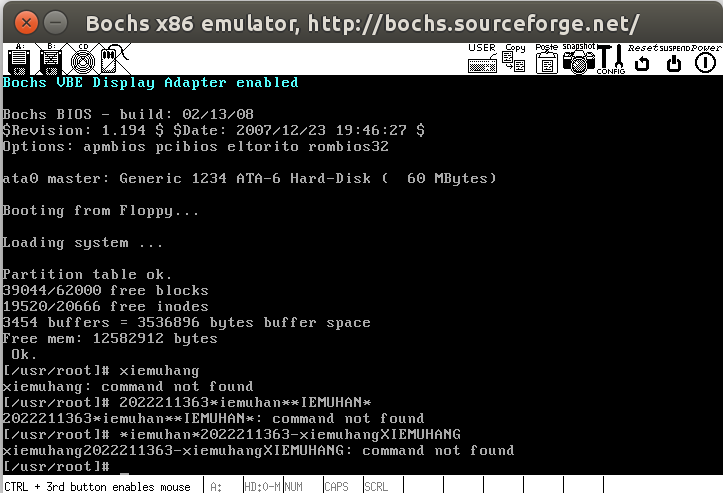 Bochs x86 emulator, http://bochs.sourceforge.net/
A: B: CD USER Copy Paste snapshot CONFIG Reset SUSPEND Power
Bochs VBE Display Adapter enabled
Bochs BIOS - build: 02/13/08
$Revision: 1.194 $ $Date: 2007/12/23 19:46:27 $
Options: apmbios pcibios eltorito rombios32
ata0 master: Generic 1234 ATA-6 Hard-Disk (  60 MBytes)
Booting from Floppy...
Loading system ...
Partition table ok.
39044/62000 free blocks
19520/20666 free inodes
3454 buffers = 3536896 bytes buffer space
Free mem: 12582912 bytes
 Ok.
[/usr/root]# xiemuhang
xiemuhang: command not found
[/usr/root]# 2022211363*iemuhan**IEMUHAN*
2022211363*iemuhan**IEMUHAN*: command not found
[/usr/root]# *iemuhan*2022211363-xiemuhangXIEMUHANG
xiemuhang2022211363-xiemuhangXIEMUHANG: command not found
[/usr/root]# _
CTRL + 3rd button enables mouse A: HD:0-M NUM CAPS SCRL